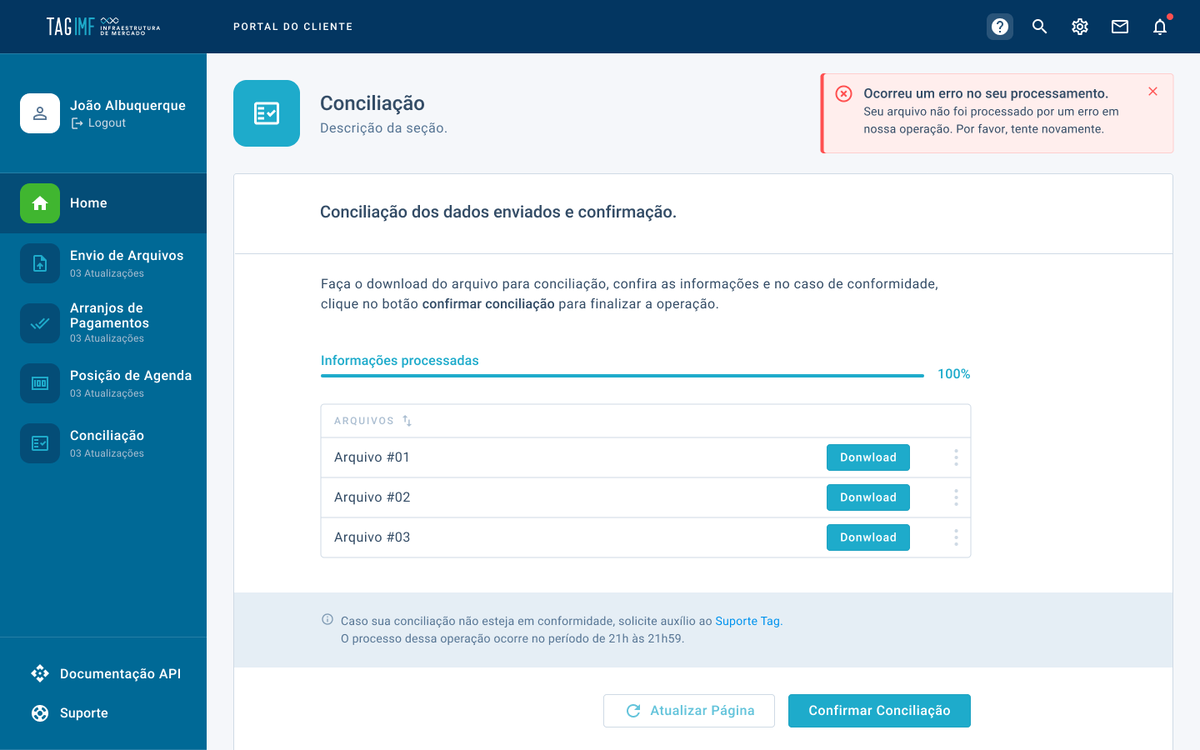 TAGIMF INFRAESTRUTURA
DE MERCADO
PORTAL DO CLIENTE
João Albuquerque
Logout
Home
Envio de Arquivos
03 Atualizações
Arranjos de
Pagamentos
03 Atualizações
Posição de Agenda
03 Atualizações
Conciliação
03 Atualizações
Documentação API
Suporte
Conciliação
Descrição da seção.
Ocorreu um erro no seu processamento.
Seu arquivo não foi processado por um erro em
nossa operação. Por favor, tente novamente.
Conciliação dos dados enviados e confirmação.
Faça o download do arquivo para conciliação, confira as informações e no caso de conformidade,
clique no botão confirmar conciliação para finalizar a operação.
Informações processadas
100%
ARQUIVOS
Arquivo #01 Donwload
Arquivo #02 Donwload
Arquivo #03 Donwload
Caso sua conciliação não esteja em conformidade, solicite auxílio ao Suporte Tag.
O processo dessa operação ocorre no período de 21h às 21h59.
Atualizar Página
Confirmar Conciliação